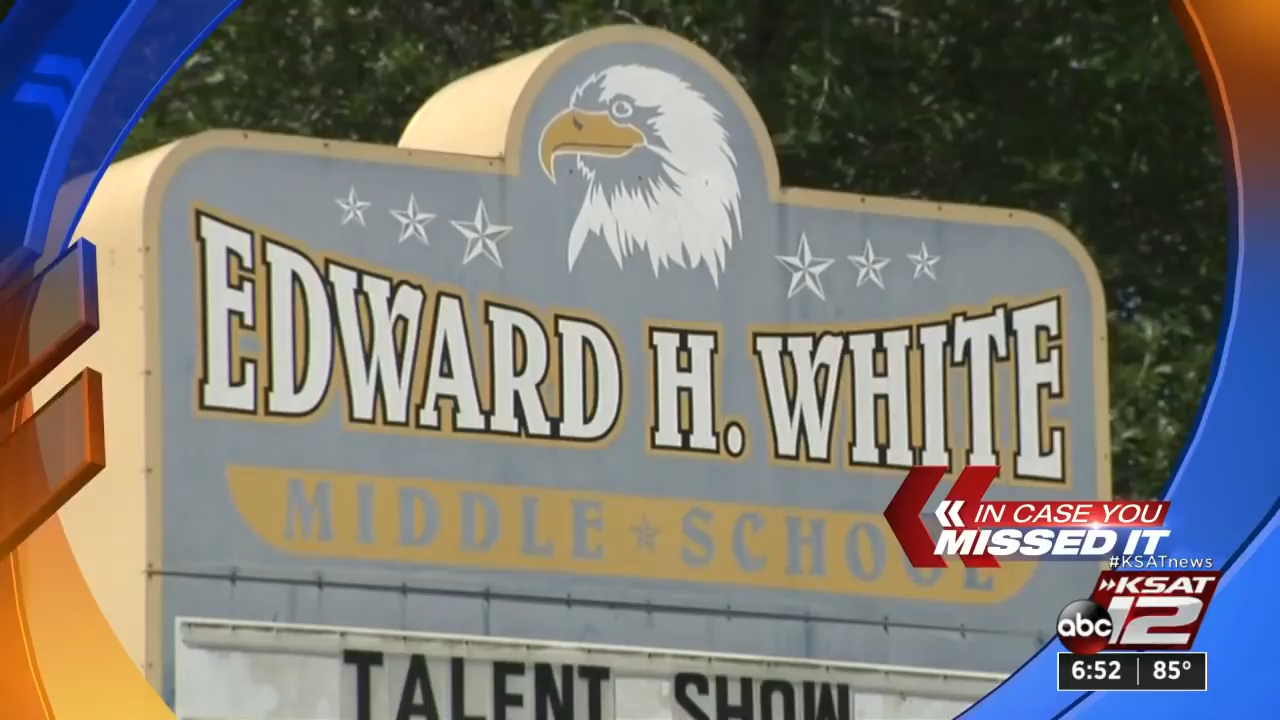 EDWARD H. WHITE
MIDDLE SCHOOL
TALENT SHOW
IN CASE YOU
MISSED IT
#KSATnews
KSAT
abc 12
6:52 85°